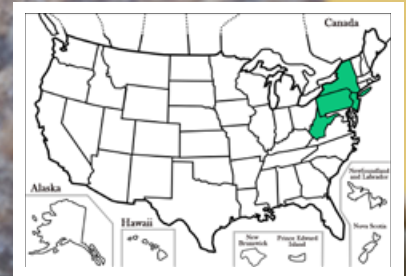 Canada
Alaska
Hawaii
New
Brunswick
Prince Edward
Island
Newfoundland
and Labrador
Nova Scotia